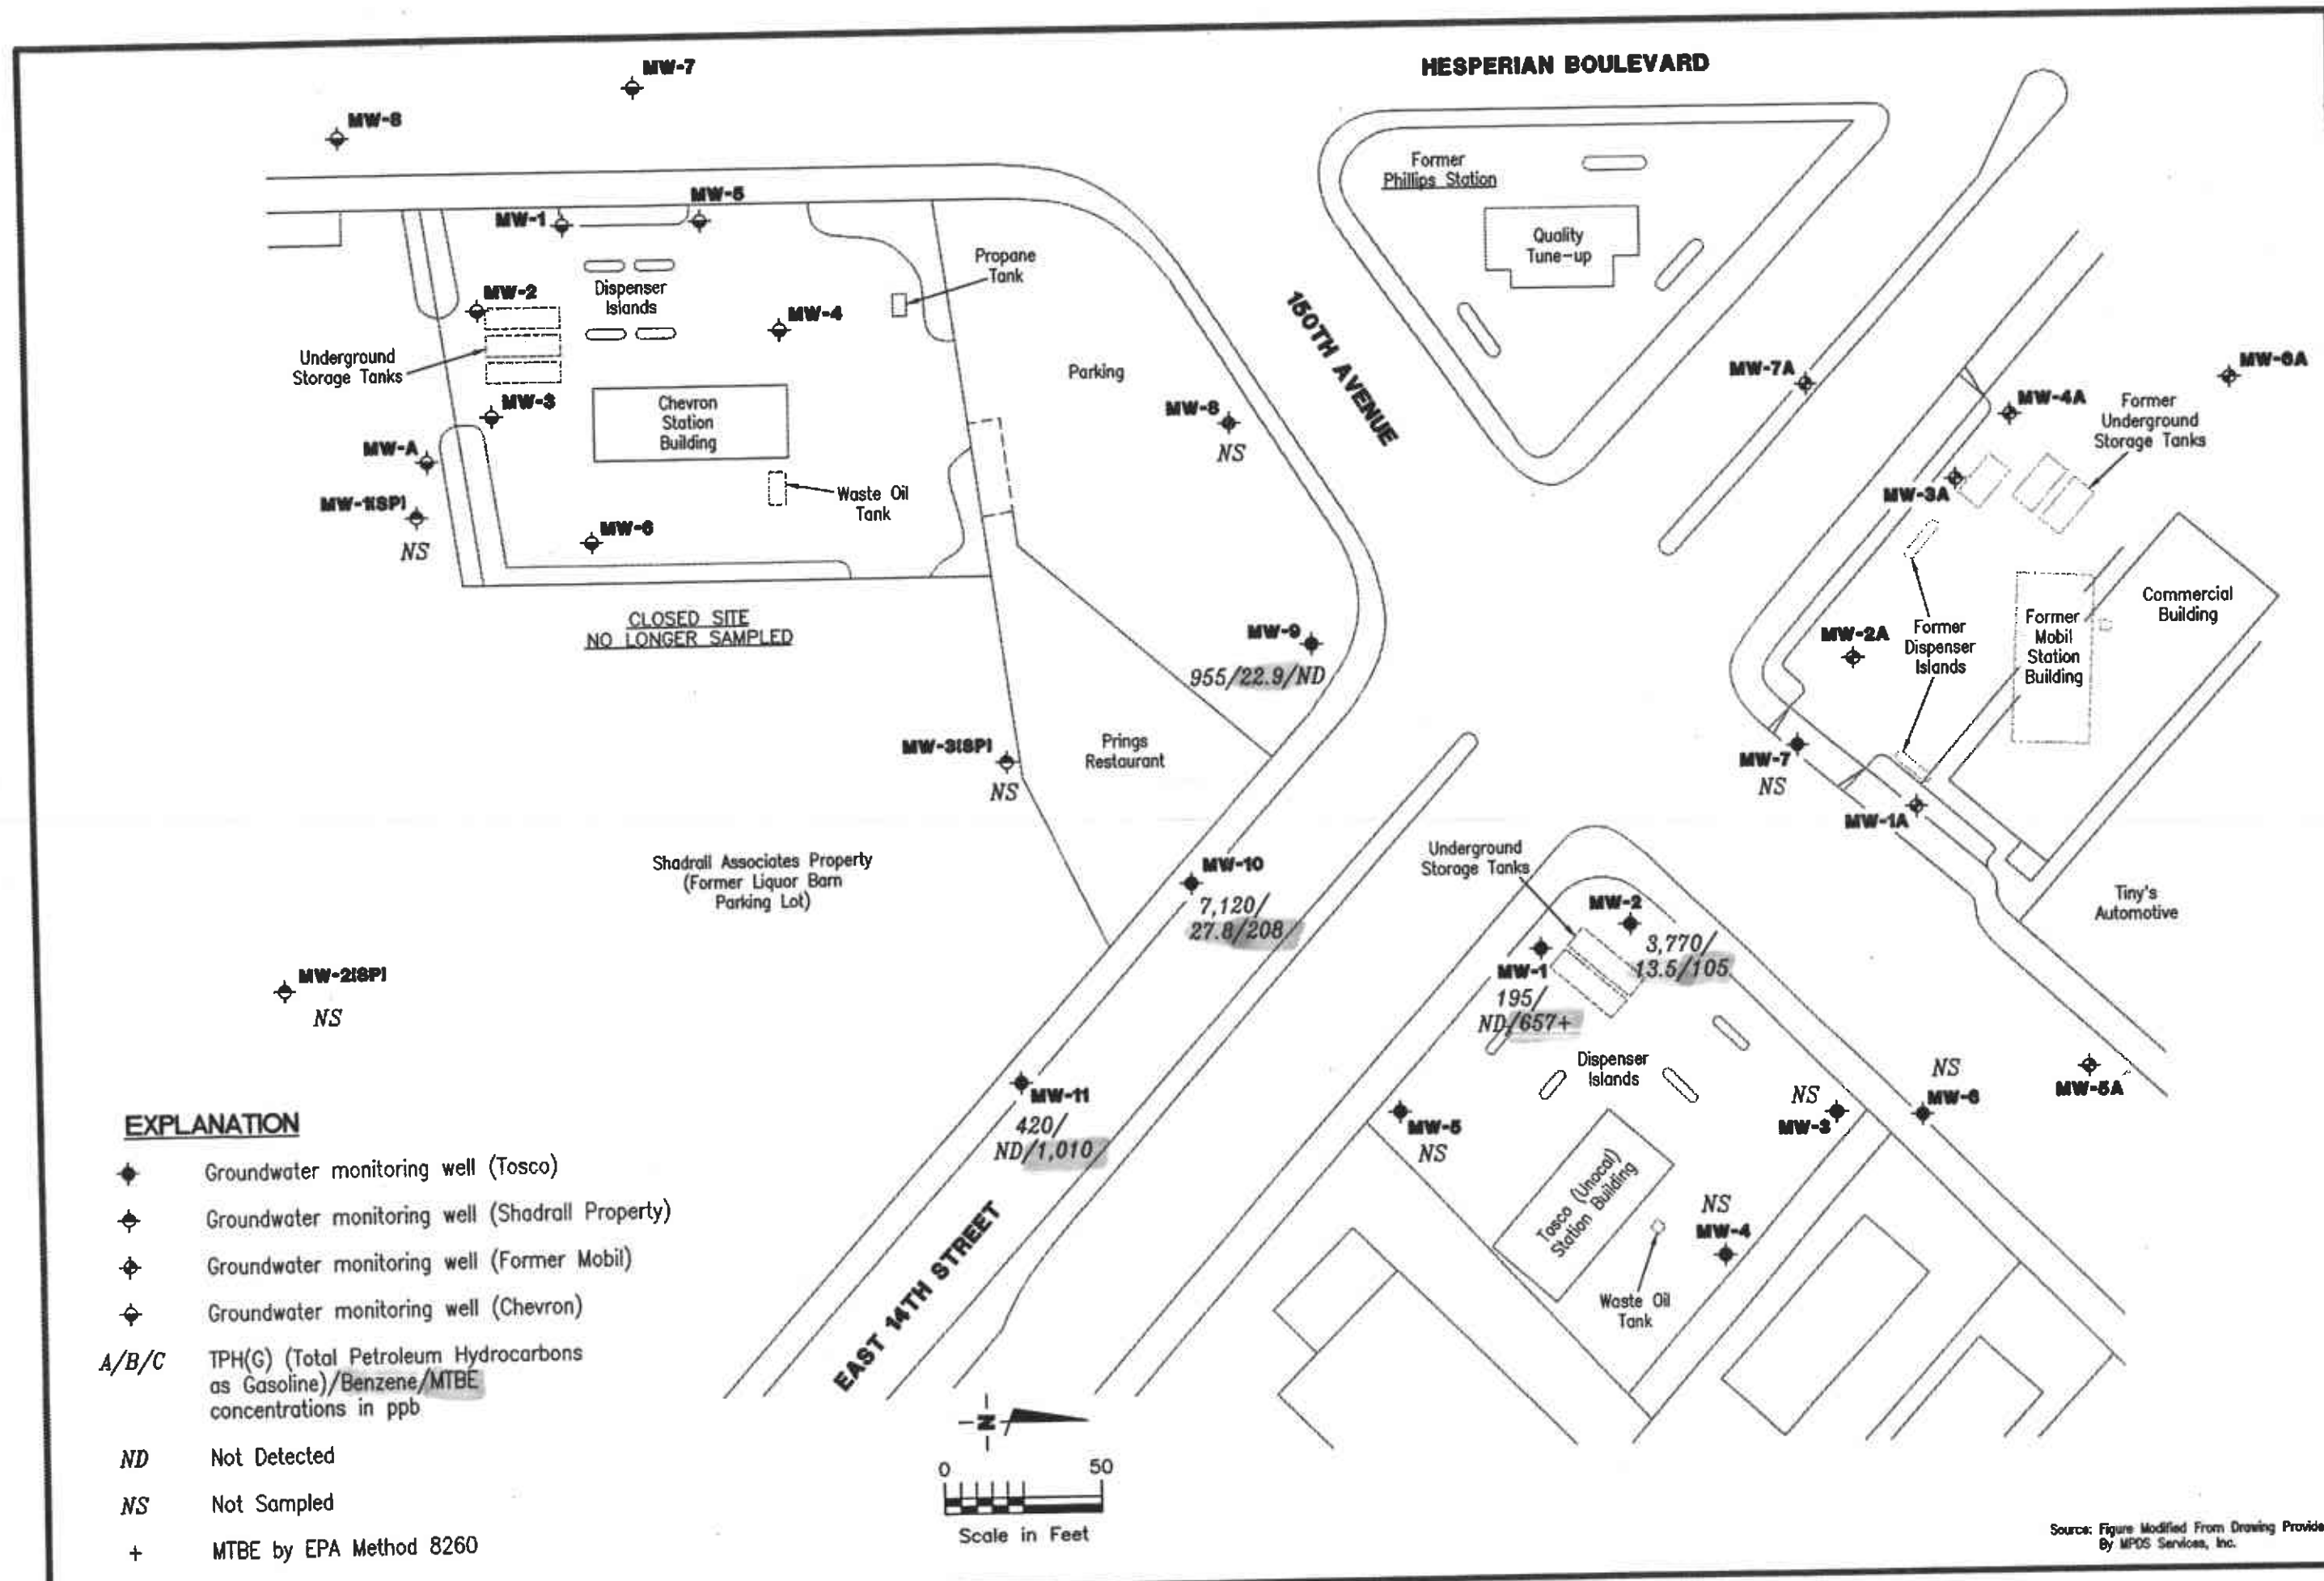 HESPERIAN BOULEVARD
MW-7
MW-8
MW-1
MW-5
MW-2
Dispenser
Islands
MW-4
Propane
Tank
Underground
Storage Tanks
MW-3
Chevron
Station
Building
MW-A
MW-1(SP)
NS
Waste Oil
Tank
MW-6
CLOSED SITE
NO LONGER SAMPLED
Parking
MW-8
NS
150TH AVENUE
Former
Phillips Station
Quality
Tune-up
MW-7A
MW-4A
MW-6A
Former
Underground
Storage Tanks
MW-3A
MW-2A
Former
Dispenser
Islands
Former
Mobil
Station
Building
Commercial
Building
MW-9
955/22.9/ND
MW-3(SP)
NS
Prings
Restaurant
MW-7
NS
MW-1A
Tiny's
Automotive
Shadrall Associates Property
(Former Liquor Barn
Parking Lot)
MW-10
7,120/
27.8/208
Underground
Storage Tanks
MW-2
3,770/
13.5/105
MW-1
195/
ND/657+
MW-2(SP)
NS
MW-11
420/
ND/1,010
Dispenser
Islands
MW-5
NS
NS
MW-3
NS
MW-6
MW-5A
Tosco (Unocal)
Station Building
NS
MW-4
Waste Oil
Tank
EAST 14TH STREET
EXPLANATION
Groundwater monitoring well (Tosco)
Groundwater monitoring well (Shadrall Property)
Groundwater monitoring well (Former Mobil)
Groundwater monitoring well (Chevron)
A/B/C TPH(G) (Total Petroleum Hydrocarbons
as Gasoline)/Benzene/MTBE
concentrations in ppb
ND Not Detected
NS Not Sampled
+ MTBE by EPA Method 8260
N
0 50
Scale in Feet
Source: Figure Modified From Drawing Provide
By MPDS Services, Inc.